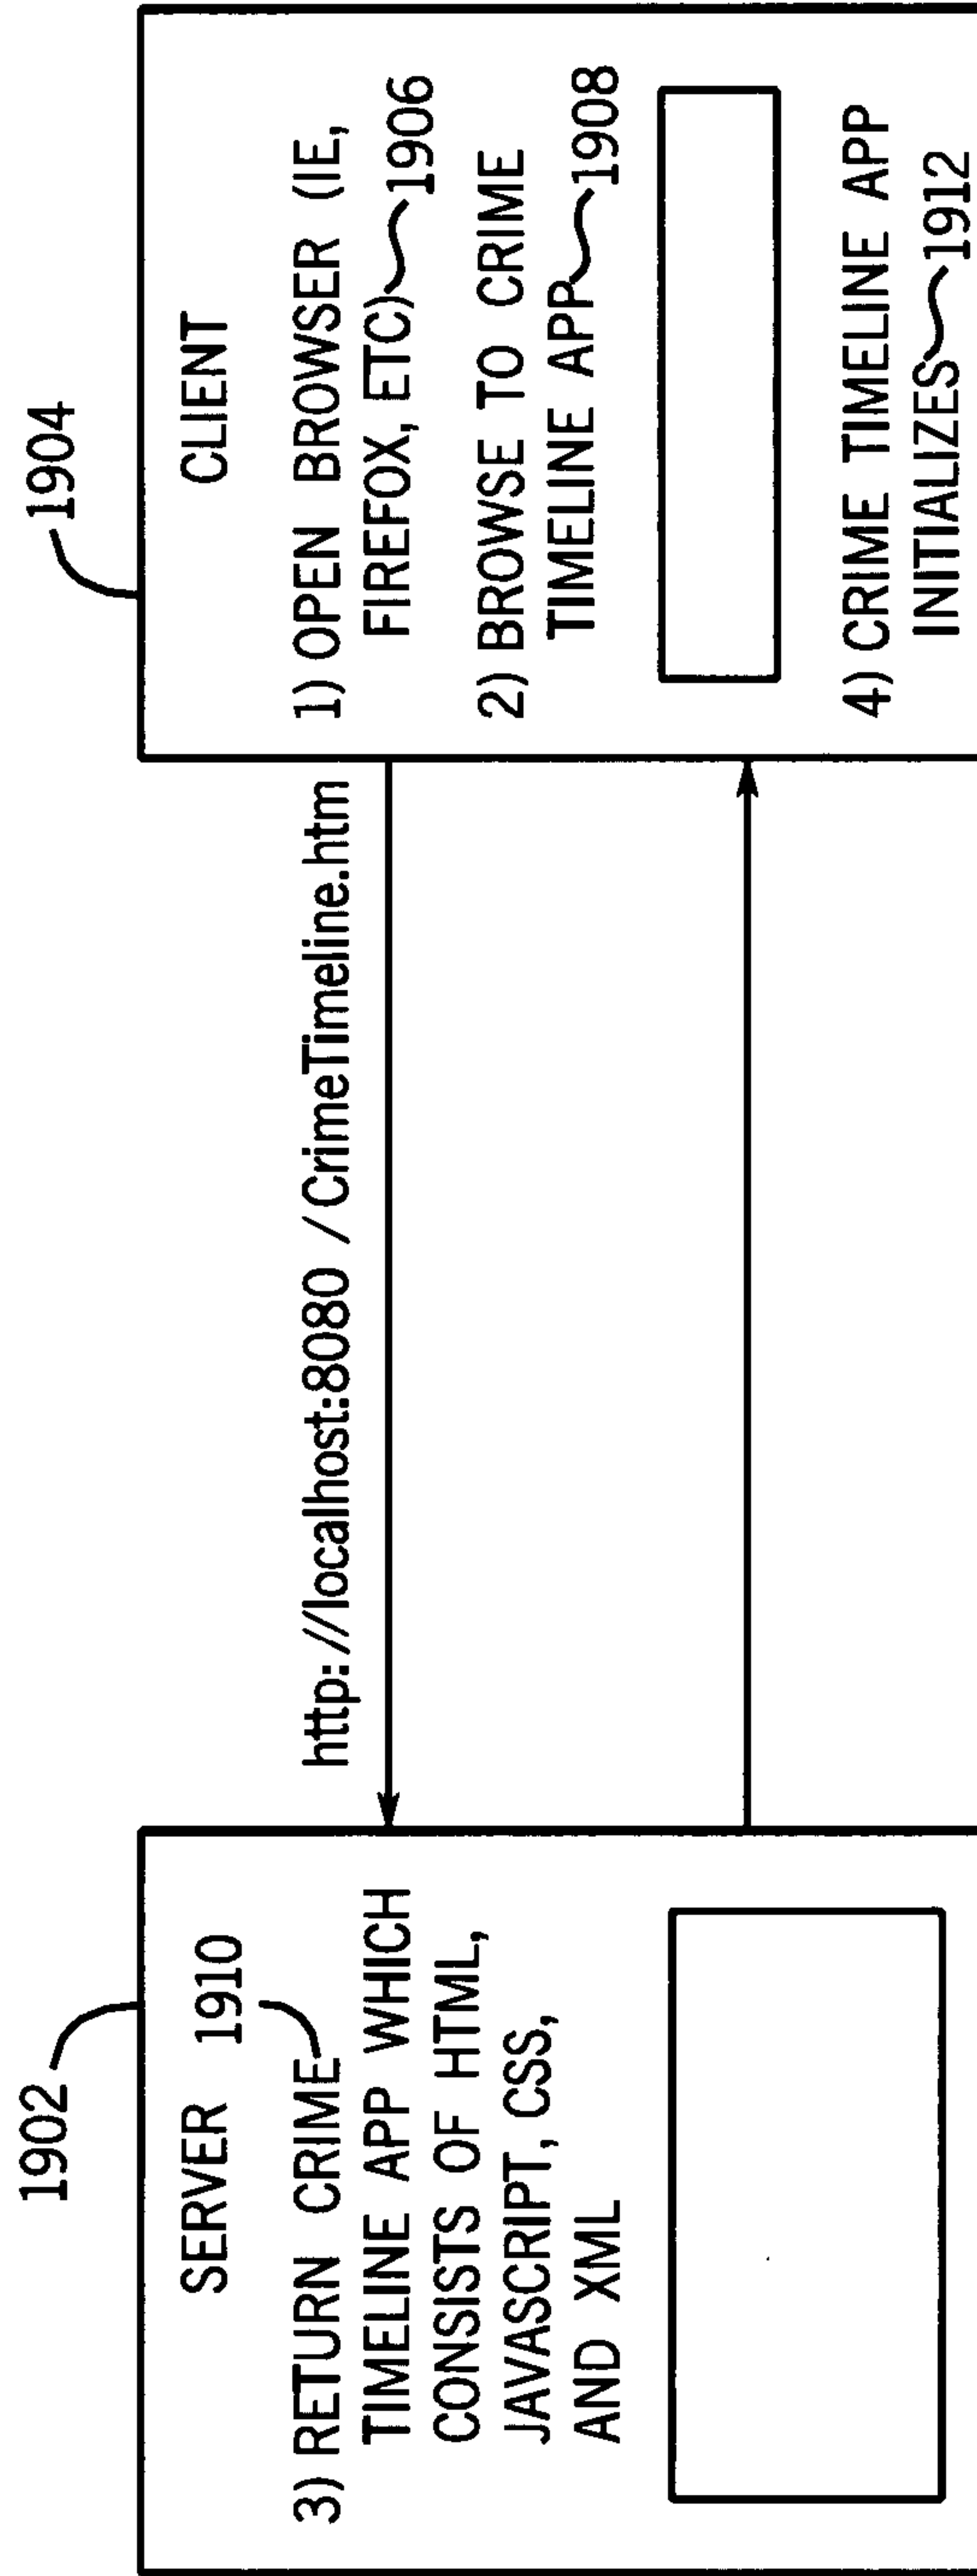 1902
SERVER 1910
3) RETURN CRIME
TIMELINE APP WHICH
CONSISTS OF HTML,
JAVASCRIPT, CSS,
AND XML
http://localhost:8080 /CrimeTimeline.htm
1904
CLIENT
1) OPEN BROWSER (IE,
FIREFOX, ETC) 1906
2) BROWSE TO CRIME
TIMELINE APP 1908
4) CRIME TIMELINE APP
INITIALIZES 1912